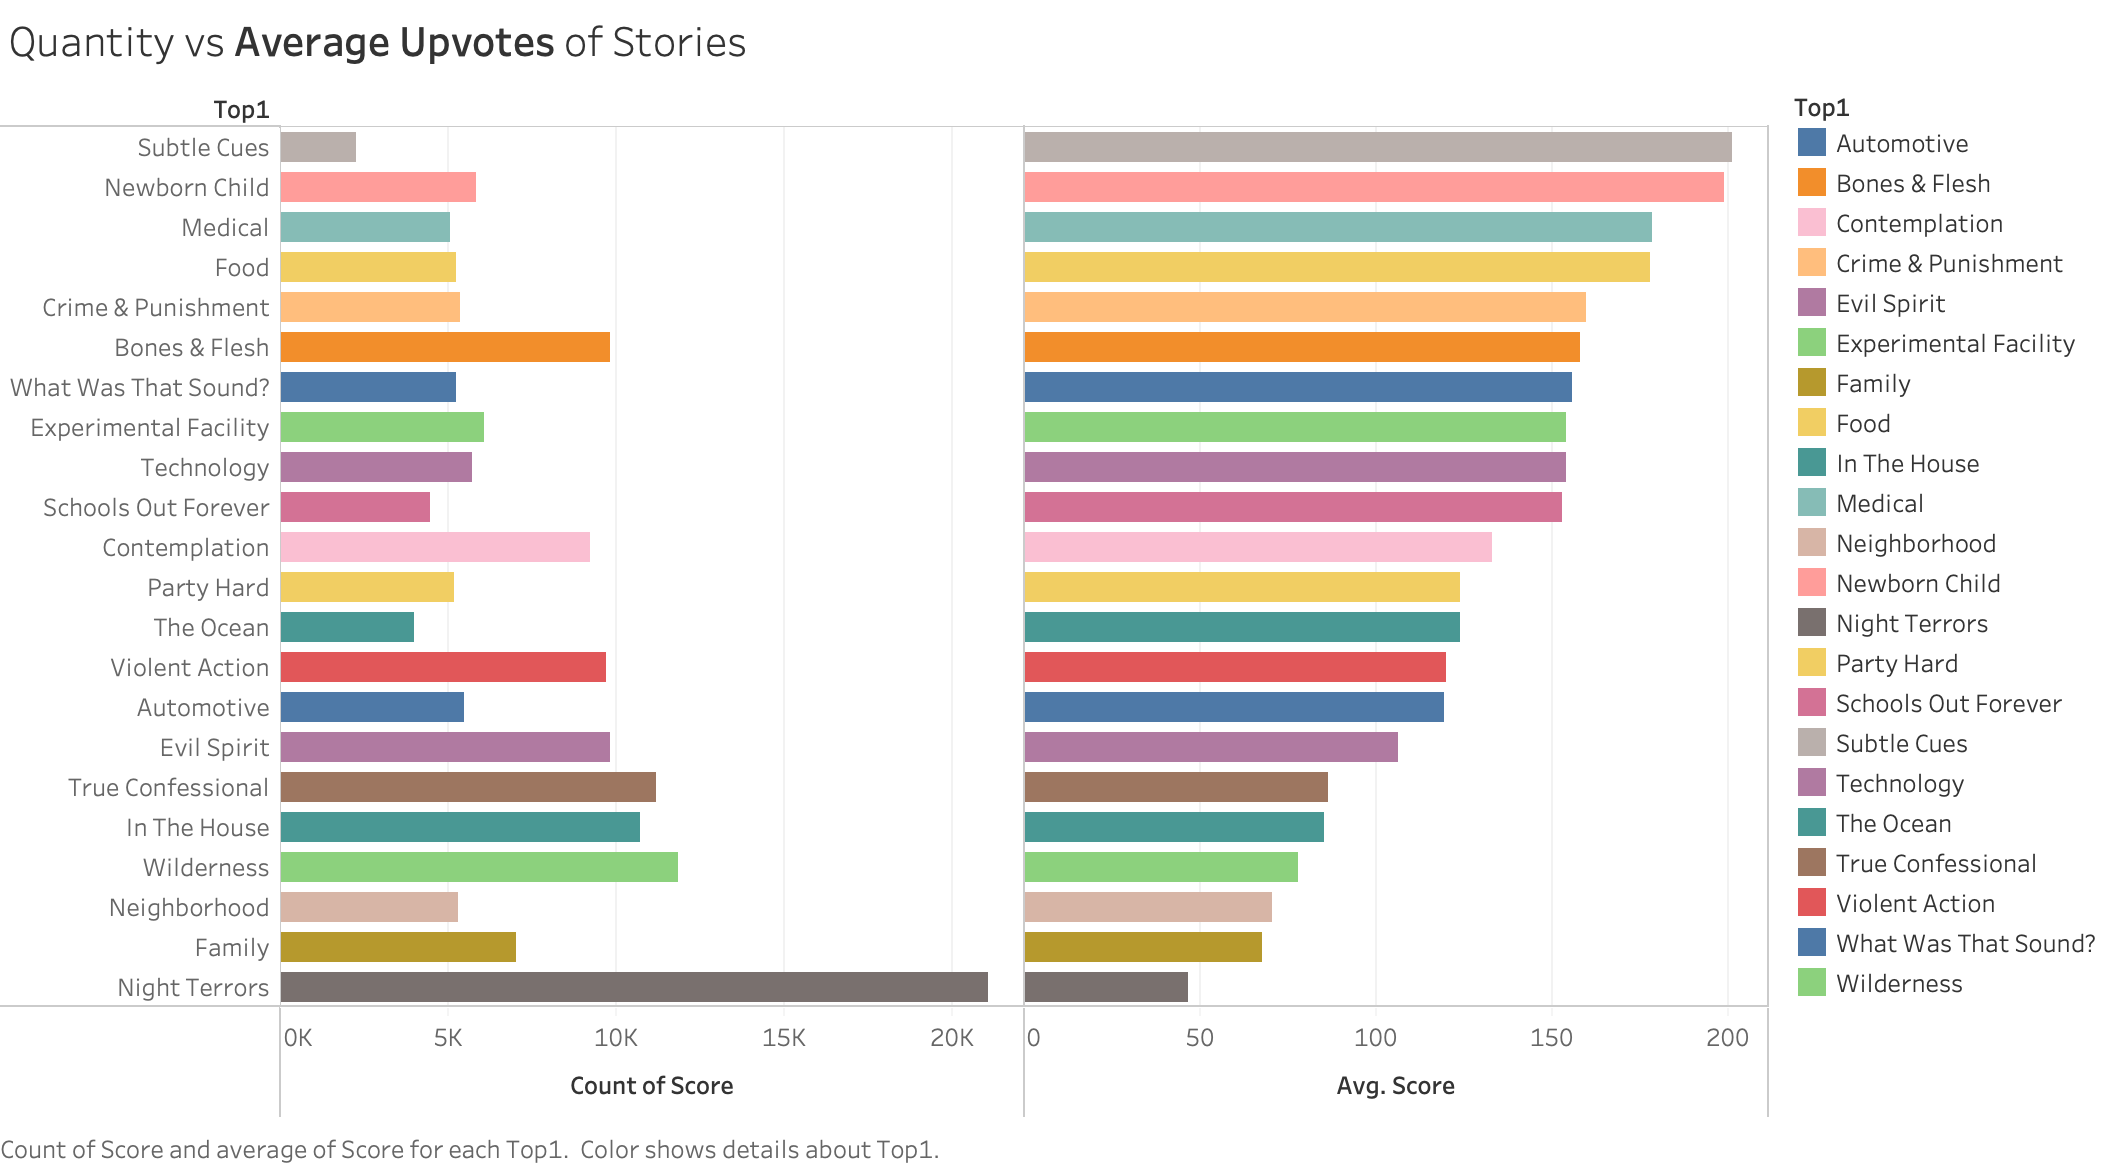 Quantity vs Average Upvotes of Stories
Top1
Subtle Cues
Newborn Child
Medical
Food
Crime & Punishment
Bones & Flesh
What Was That Sound?
Experimental Facility
Technology
Schools Out Forever
Contemplation
Party Hard
The Ocean
Violent Action
Automotive
Evil Spirit
True Confessional
In The House
Wilderness
Neighborhood
Family
Night Terrors
0K 5K 10K 15K 20K
Count of Score
0 50 100 150 200
Avg. Score
Top1
Automotive
Bones & Flesh
Contemplation
Crime & Punishment
Evil Spirit
Experimental Facility
Family
Food
In The House
Medical
Neighborhood
Newborn Child
Night Terrors
Party Hard
Schools Out Forever
Subtle Cues
Technology
The Ocean
True Confessional
Violent Action
What Was That Sound?
Wilderness
Count of Score and average of Score for each Top1.  Color shows details about Top1.